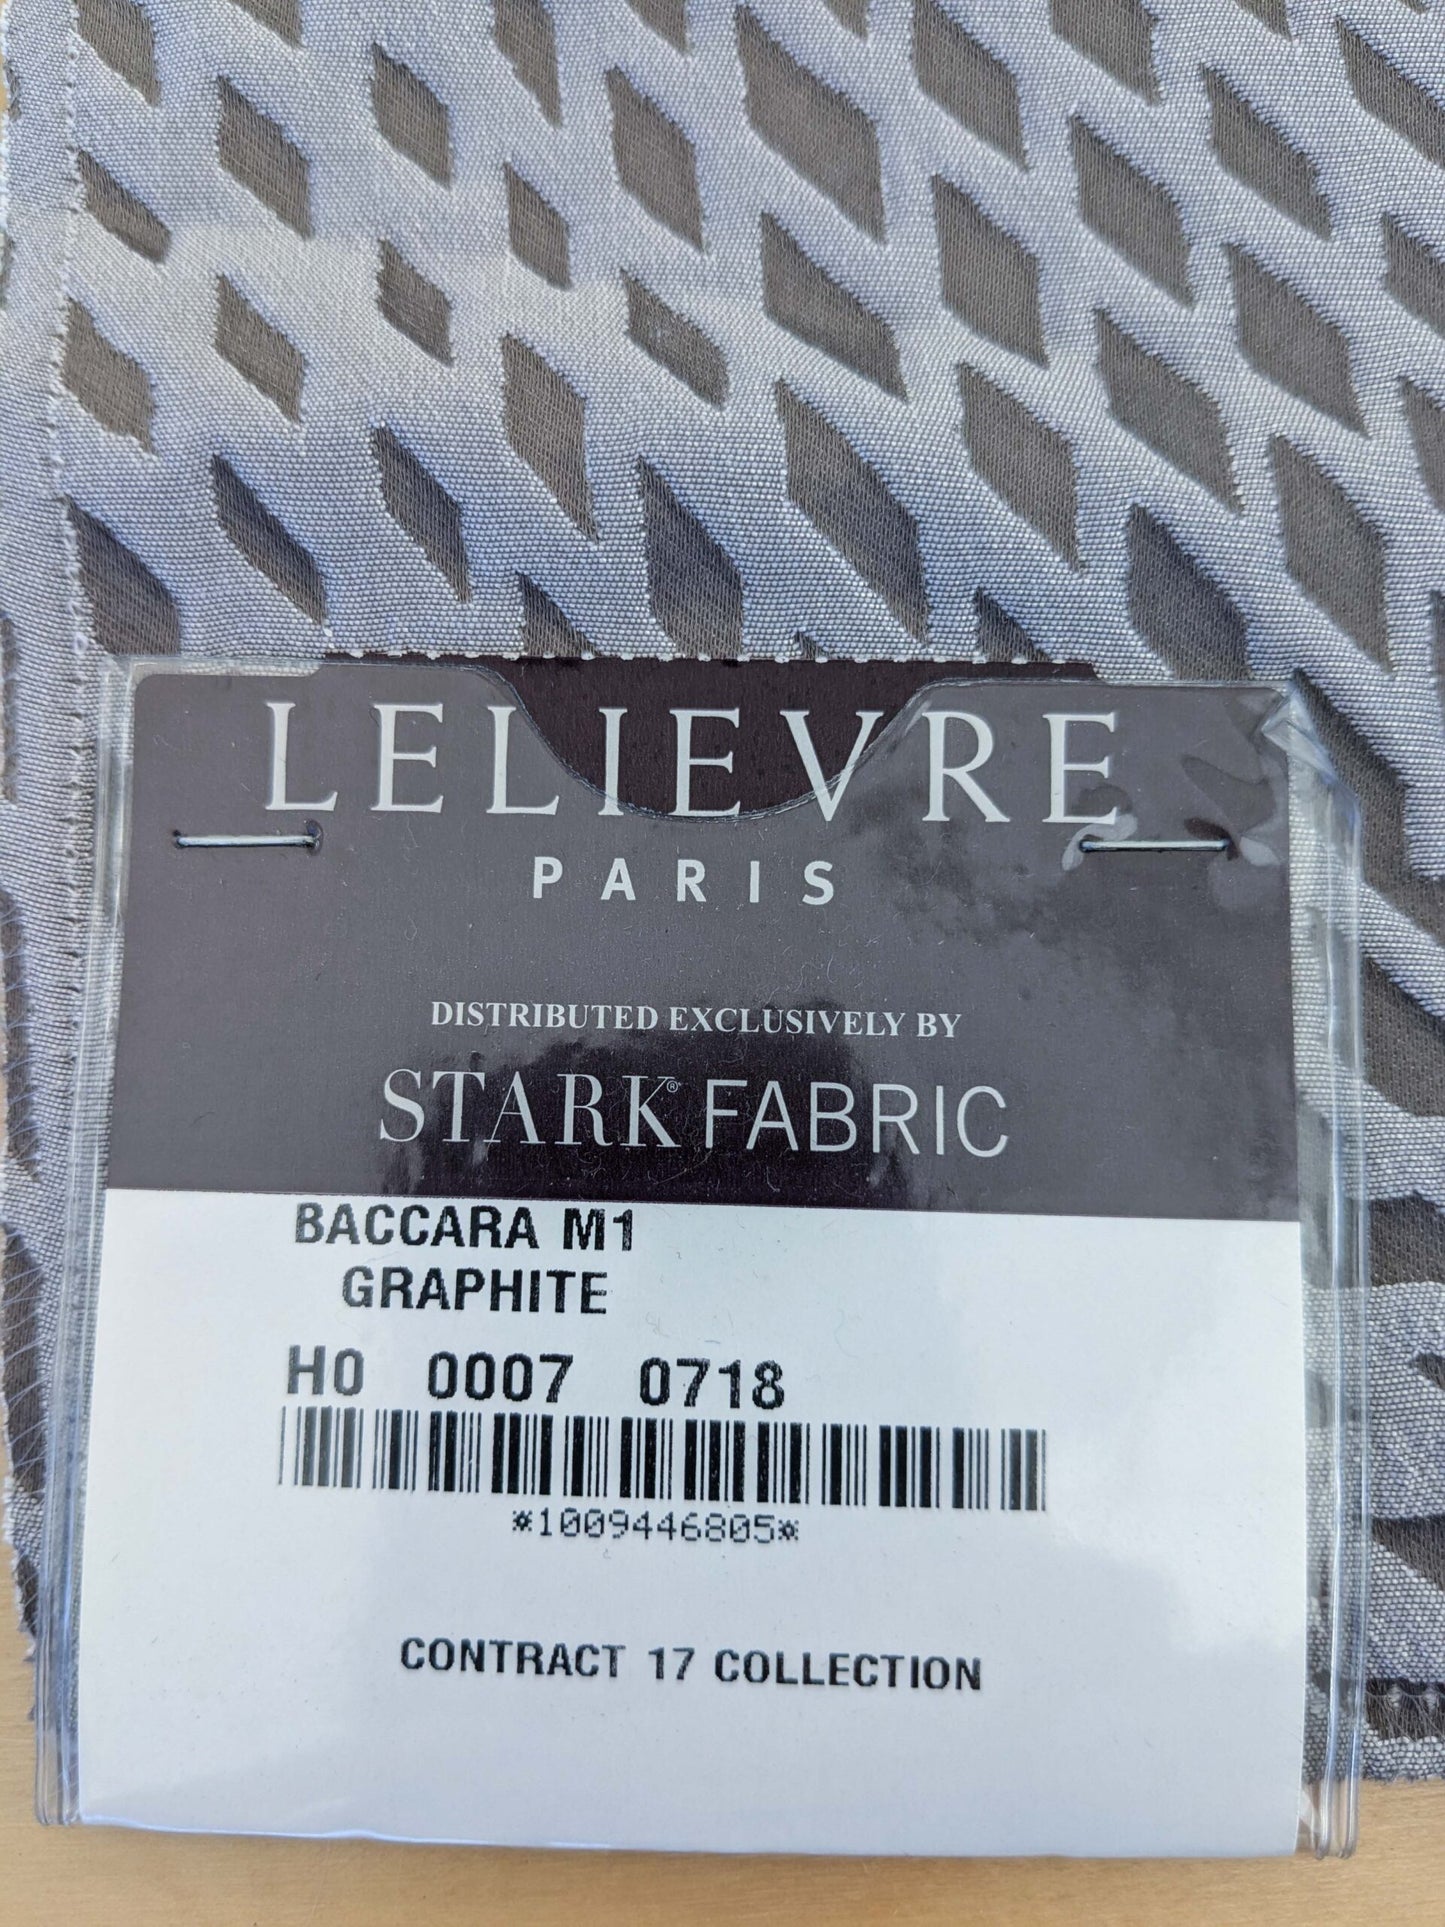 LELIEVRE
PARIS
DISTRIBUTED EXCLUSIVELY BY
STARK® FABRIC
BACCARA M1
GRAPHITE
H0 0007 0718
*1009446805*
CONTRACT 17 COLLECTION